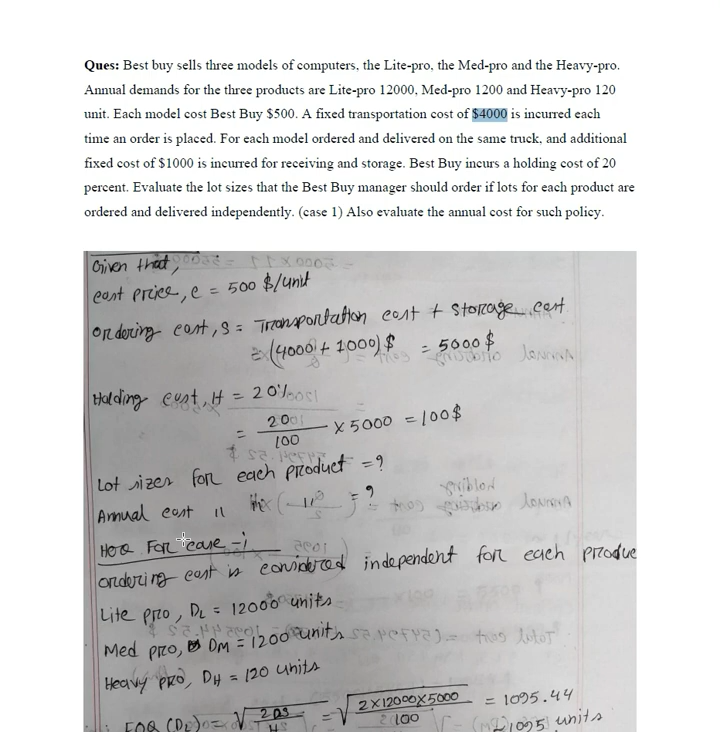 Ques: Best buy sells three models of computers, the Lite-pro, the Med-pro and the Heavy-pro.
Annual demands for the three products are Lite-pro 12000, Med-pro 1200 and Heavy-pro 120
unit. Each model cost Best Buy $500. A fixed transportation cost of $4000 is incurred each
time an order is placed. For each model ordered and delivered on the same truck, and additional
fixed cost of $1000 is incurred for receiving and storage. Best Buy incurs a holding cost of 20
percent. Evaluate the lot sizes that the Best Buy manager should order if lots for each product are
ordered and delivered independently. (case 1) Also evaluate the annual cost for such policy.
Given that,
cost price, c = 500 $/unit
Ordering cost, S = Transportation cost + storage cost
= (4000 + 1000) $ = 5000 $
Holding cost, H = 20%
= 20 / 100 × 5000 = 100 $
Lot sizes for each product = ?
Annual cost 11 = ?
For case - i
ordering cost is considered independent for each produc
Lite pro, DL = 12000 units
Med pro, DM = 1200 units
Heavy pro, DH = 120 units
EOQ (DL) = √2DS/H = √2×12000×5000/100 = 1095.44
1095 units